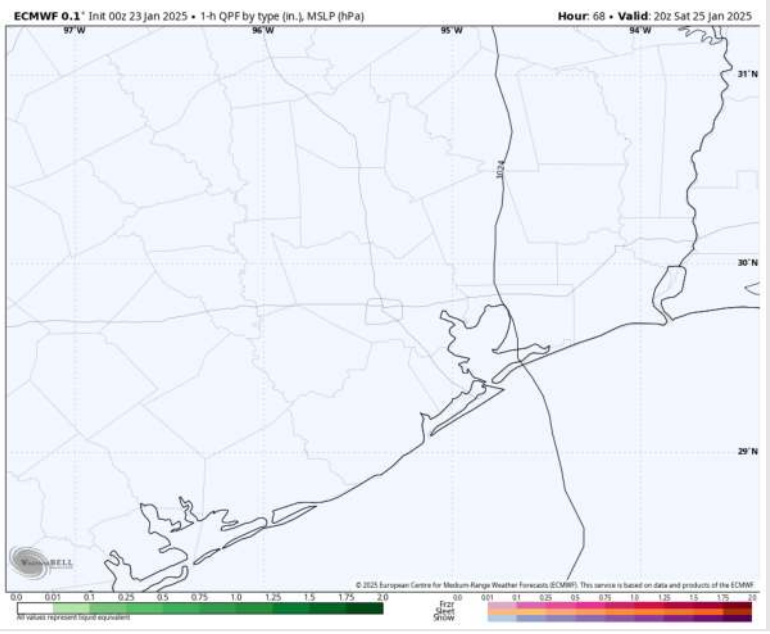 ECMWF 0.1° Init 00z 23 Jan 2025 • 1-h QPF by type (in.), MSLP (hPa) Hour: 68 • Valid: 20z Sat 25 Jan 2025
97°W 96°W 95°W 94°W
31°N
1024
30°N
29°N
WeatherBELL
© 2025 European Centre for Medium-Range Weather Forecasts (ECMWF). This service is based on data and products of the ECMWF
0.0 0.01 0.1 0.25 0.50 0.75 1.0 1.25 1.5 1.75 2.0 0.0 0.01 0.1 0.25 0.50 0.75 1.0 1.25 1.5 1.75 2.0
Frzr
Sleet
Snow
All values represent liquid equivalent